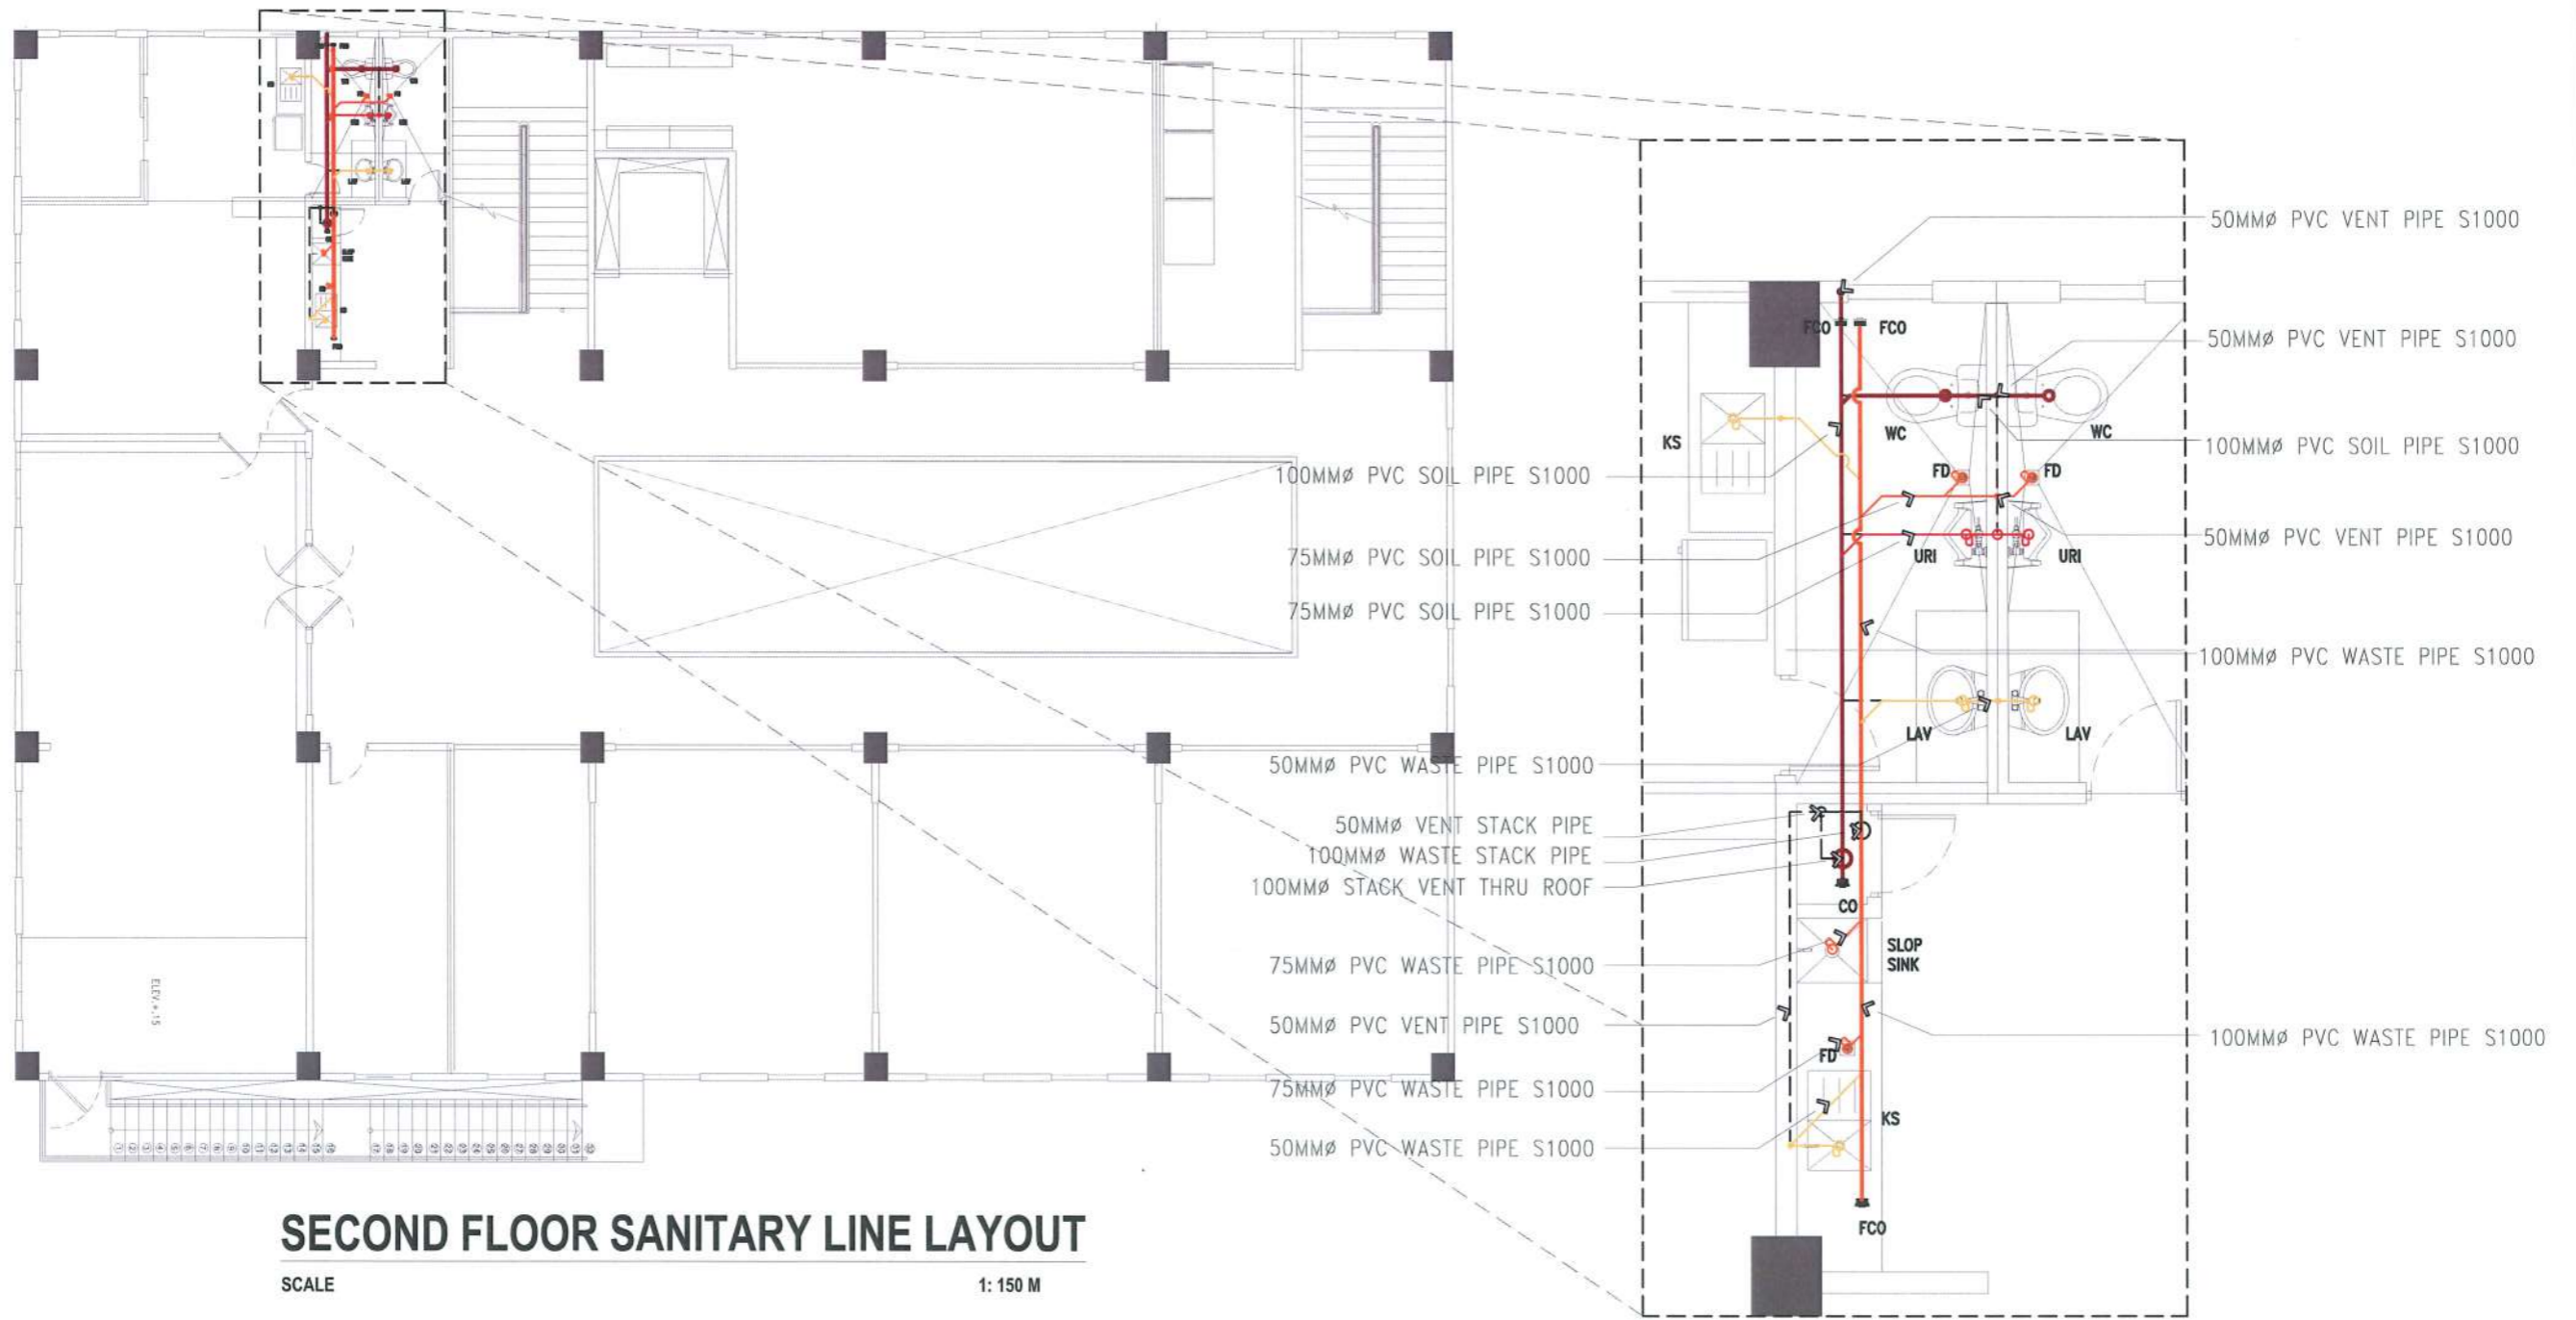 50MMØ PVC VENT PIPE S1000
FCO
FCO
50MMØ PVC VENT PIPE S1000
KS
WC
WC
100MMØ PVC SOIL PIPE S1000
100MMØ PVC SOIL PIPE S1000
FD
FD
50MMØ PVC VENT PIPE S1000
75MMØ PVC SOIL PIPE S1000
URI
URI
75MMØ PVC SOIL PIPE S1000
100MMØ PVC WASTE PIPE S1000
LAV
LAV
50MMØ PVC WASTE PIPE S1000
50MMØ VENT STACK PIPE
100MMØ WASTE STACK PIPE
100MMØ STACK VENT THRU ROOF
CO
SLOP
SINK
75MMØ PVC WASTE PIPE S1000
50MMØ PVC VENT PIPE S1000
100MMØ PVC WASTE PIPE S1000
FD
75MMØ PVC WASTE PIPE S1000
KS
50MMØ PVC WASTE PIPE S1000
FCO
ELEV.+.15
SECOND FLOOR SANITARY LINE LAYOUT
SCALE
1: 150 M